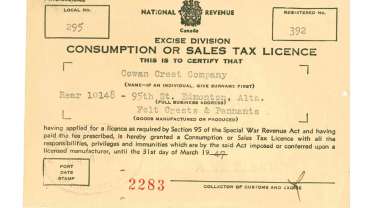 LOCAL NO.
295
NATIONAL REVENUE
Canada
REGISTERED NO.
392
EXCISE DIVISION
CONSUMPTION OR SALES TAX LICENCE
THIS IS TO CERTIFY THAT
Cowan Crest Company
(NAME—IF AN INDIVIDUAL, GIVE SURNAME FIRST)
Rear 10148 - 95th St. Edmonton, Alta.
(FULL BUSINESS ADDRESS)
Felt Crests & Pennants
(GOODS MANUFACTURED OR PRODUCED)
having applied for a licence as required by Section 95 of the Special War Revenue Act and having
paid the fee prescribed, is hereby granted a Consumption or Sales Tax Licence with all the
responsibilities, privileges and immunities which are by the said Act imposed or conferred upon a
licensed manufacturer, until the 31st day of March 19 47
PORT
DATE
STAMP
2283
COLLECTOR OF CUSTOMS AND EXCISE